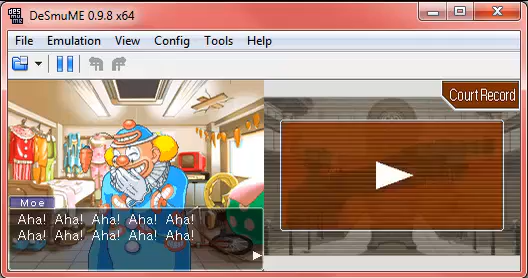 DeSmuME 0.9.8 x64
File Emulation View Config Tools Help
Court Record
Moe
Aha! Aha! Aha! Aha! Aha!
Aha! Aha! Aha! Aha! Aha!